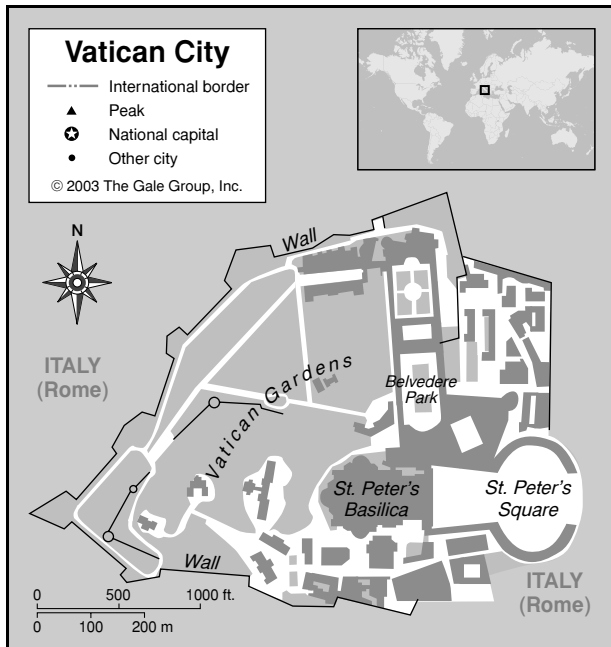 Vatican City
International border
Peak
National capital
Other city
© 2003 The Gale Group, Inc.
N
Wall
ITALY
(Rome)
Vatican Gardens
Belvedere
Park
St. Peter's
Basilica
St. Peter's
Square
Wall
ITALY
(Rome)
0 500 1000 ft.
0 100 200 m